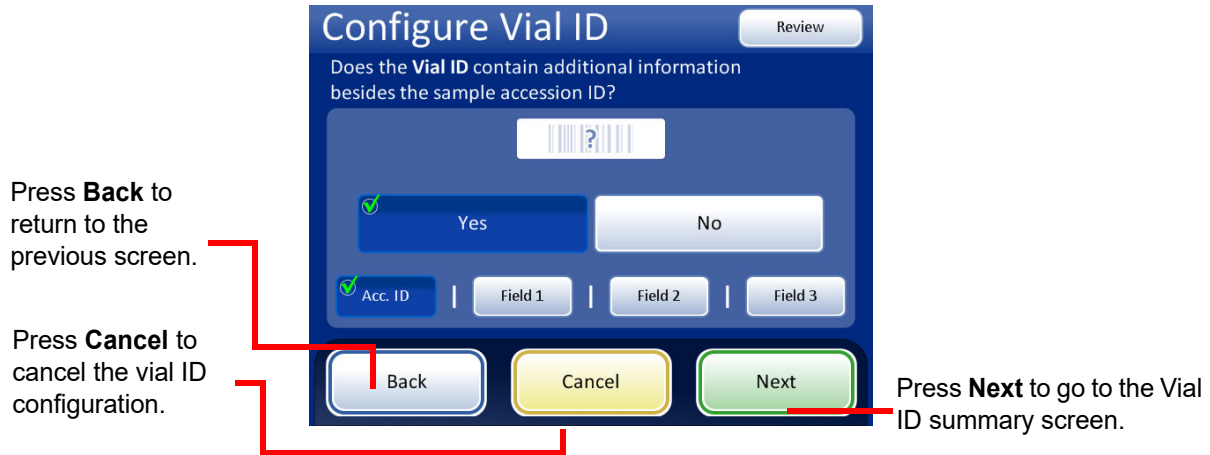 Configure Vial ID
Review
Does the Vial ID contain additional information
besides the sample accession ID?
?
Yes
No
Acc. ID | Field 1 | Field 2 | Field 3
Back
Cancel
Next
Press Back to
return to the
previous screen.
Press Cancel to
cancel the vial ID
configuration.
Press Next to go to the Vial
ID summary screen.